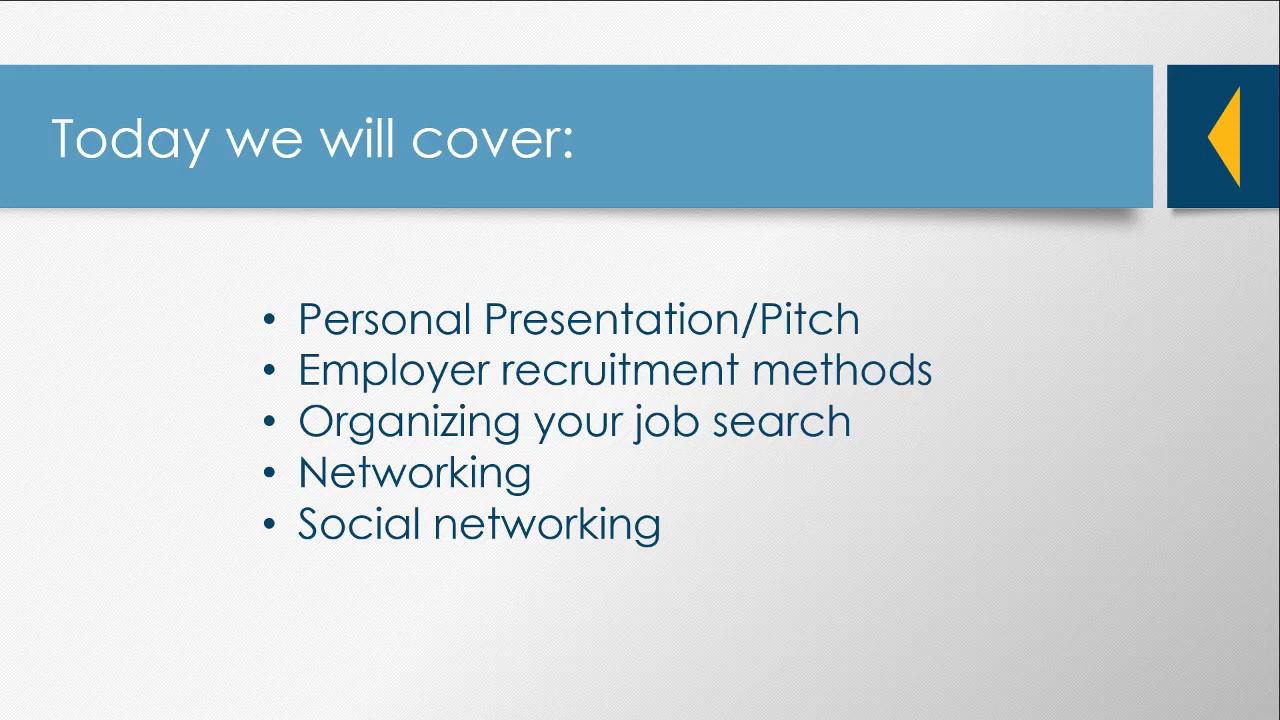 Today we will cover:
• Personal Presentation/Pitch
• Employer recruitment methods
• Organizing your job search
• Networking
• Social networking